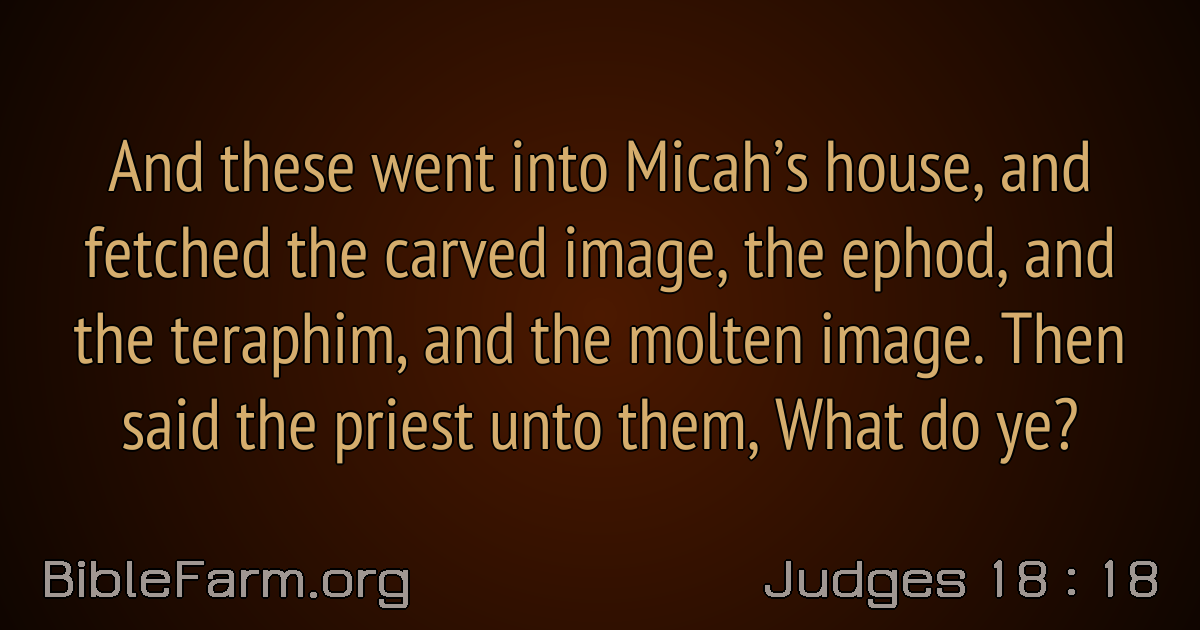 And these went into Micah’s house, and
fetched the carved image, the ephod, and
the teraphim, and the molten image. Then
said the priest unto them, What do ye?
BibleFarm.org
Judges 18 : 18